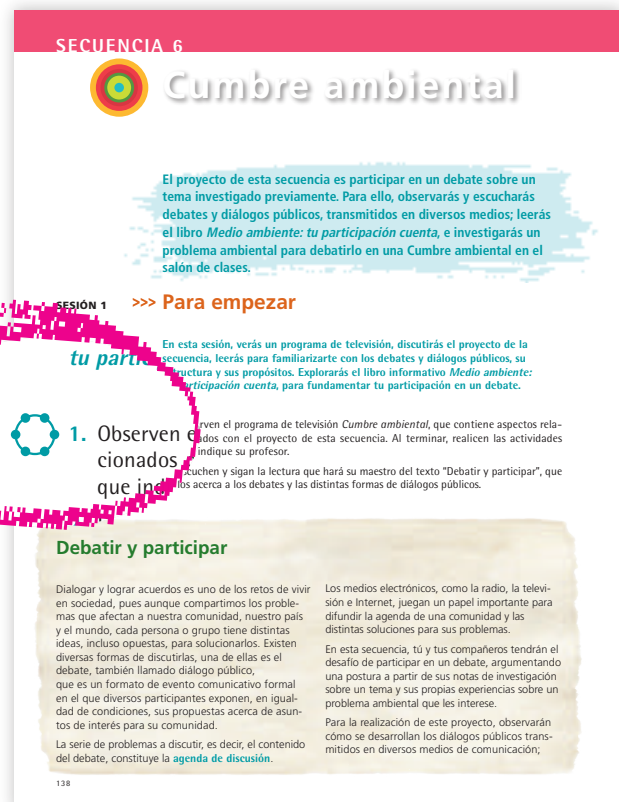 SECUENCIA 6
Cumbre ambiental
El proyecto de esta secuencia es participar en un debate sobre un
tema investigado previamente. Para ello, observarás y escucharás
debates y diálogos públicos, transmitidos en diversos medios; leerás
el libro Medio ambiente: tu participación cuenta, e investigarás un
problema ambiental para debatirlo en una Cumbre ambiental en el
salón de clases.
SESIÓN 1
>>> Para empezar
En esta sesión, verás un programa de televisión, discutirás el proyecto de la
secuencia, leerás para familiarizarte con los debates y diálogos públicos, su
estructura y sus propósitos. Explorarás el libro informativo Medio ambiente:
participación cuenta, para fundamentar tu participación en un debate.
tu parti
1. Observen e
cionados
que ind
rven el programa de televisión Cumbre ambiental, que contiene aspectos rela-
ados con el proyecto de esta secuencia. Al terminar, realicen las actividades
indique su profesor.
cuchen y sigan la lectura que hará su maestro del texto "Debatir y participar", que
los acerca a los debates y las distintas formas de diálogos públicos.
Debatir y participar
Dialogar y lograr acuerdos es uno de los retos de vivir
en sociedad, pues aunque compartimos los proble-
mas que afectan a nuestra comunidad, nuestro país
y el mundo, cada persona o grupo tiene distintas
ideas, incluso opuestas, para solucionarlos. Existen
diversas formas de discutirlas, una de ellas es el
debate, también llamado diálogo público,
que es un formato de evento comunicativo formal
en el que diversos participantes exponen, en igual-
dad de condiciones, sus propuestas acerca de asun-
tos de interés para su comunidad.
La serie de problemas a discutir, es decir, el contenido
del debate, constituye la agenda de discusión.
Los medios electrónicos, como la radio, la televi-
sión e Internet, juegan un papel importante para
difundir la agenda de una comunidad y las
distintas soluciones para sus problemas.
En esta secuencia, tú y tus compañeros tendrán el
desafío de participar en un debate, argumentando
una postura a partir de sus notas de investigación
sobre un tema y sus propias experiencias sobre un
problema ambiental que les interese.
Para la realización de este proyecto, observarán
cómo se desarrollan los diálogos públicos trans-
mitidos en diversos medios de comunicación;
138